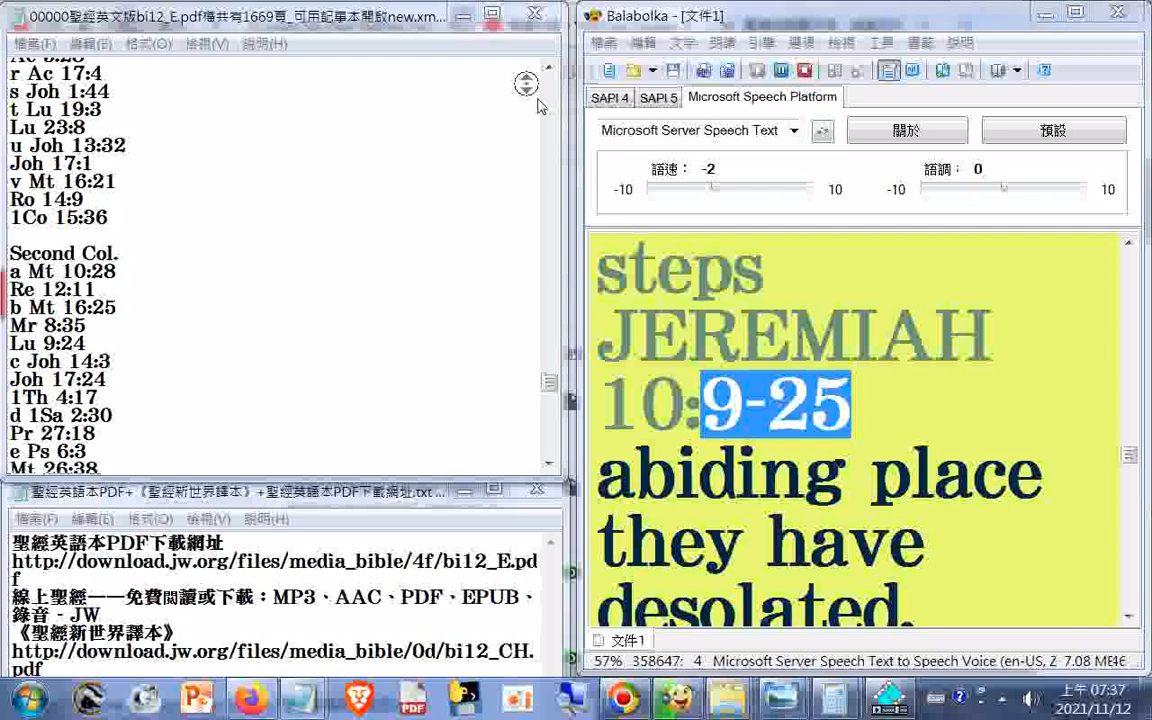 00000聖經英文版bi12_E.pdf檔共有1669頁_可用記事本開啟new.xm...
檔案(F) 編輯(E) 格式(O) 檢視(V) 說明(H)
r Ac 17:4
s Joh 1:44
t Lu 19:3
Lu 23:8
u Joh 13:32
Joh 17:1
v Mt 16:21
Ro 14:9
1Co 15:36
Second Col.
a Mt 10:28
Re 12:11
b Mt 16:25
Mr 8:35
Lu 9:24
c Joh 14:3
Joh 17:24
1Th 4:17
d 1Sa 2:30
Pr 27:18
e Ps 6:3
Mt 26:38
聖經英語本PDF+《聖經新世界譯本》+聖經英語本PDF下載網址.txt ...
檔案(F) 編輯(E) 格式(O) 檢視(V) 說明(H)
聖經英語本PDF下載網址
http://download.jw.org/files/media_bible/4f/bi12_E.pd
f
線上聖經——免費閱讀或下載：MP3、AAC、PDF、EPUB、
錄音 - JW
《聖經新世界譯本》
http://download.jw.org/files/media_bible/0d/bi12_CH.
pdf
Balabolka - [文件1]
檔案 編輯 文字 朗讀 引擎 選項 檢視 工具 書籤 說明
SAPI 4 SAPI 5 Microsoft Speech Platform
Microsoft Server Speech Text 關於 預設
語速： -2 語調： 0
-10 10 -10 10
steps
JEREMIAH
10:9-25
abiding place
they have
desolated.
文件1
57% 358647: 4 Microsoft Server Speech Text to Speech Voice (en-US, Z 7.08 ME
上午 07:37
2021/11/12